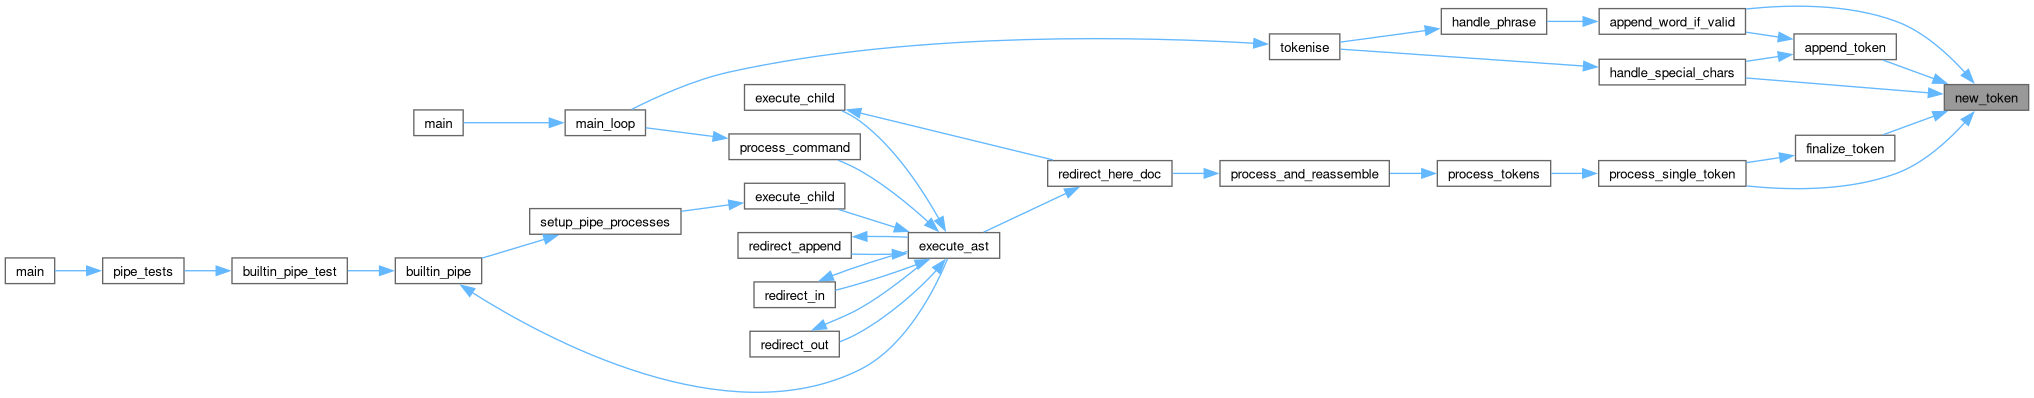 handle_phrase
append_word_if_valid
tokenise
append_token
handle_special_chars
execute_child
new_token
main
main_loop
process_command
finalize_token
redirect_here_doc
process_and_reassemble
process_tokens
process_single_token
execute_child
setup_pipe_processes
redirect_append
execute_ast
main
pipe_tests
builtin_pipe_test
builtin_pipe
redirect_in
redirect_out